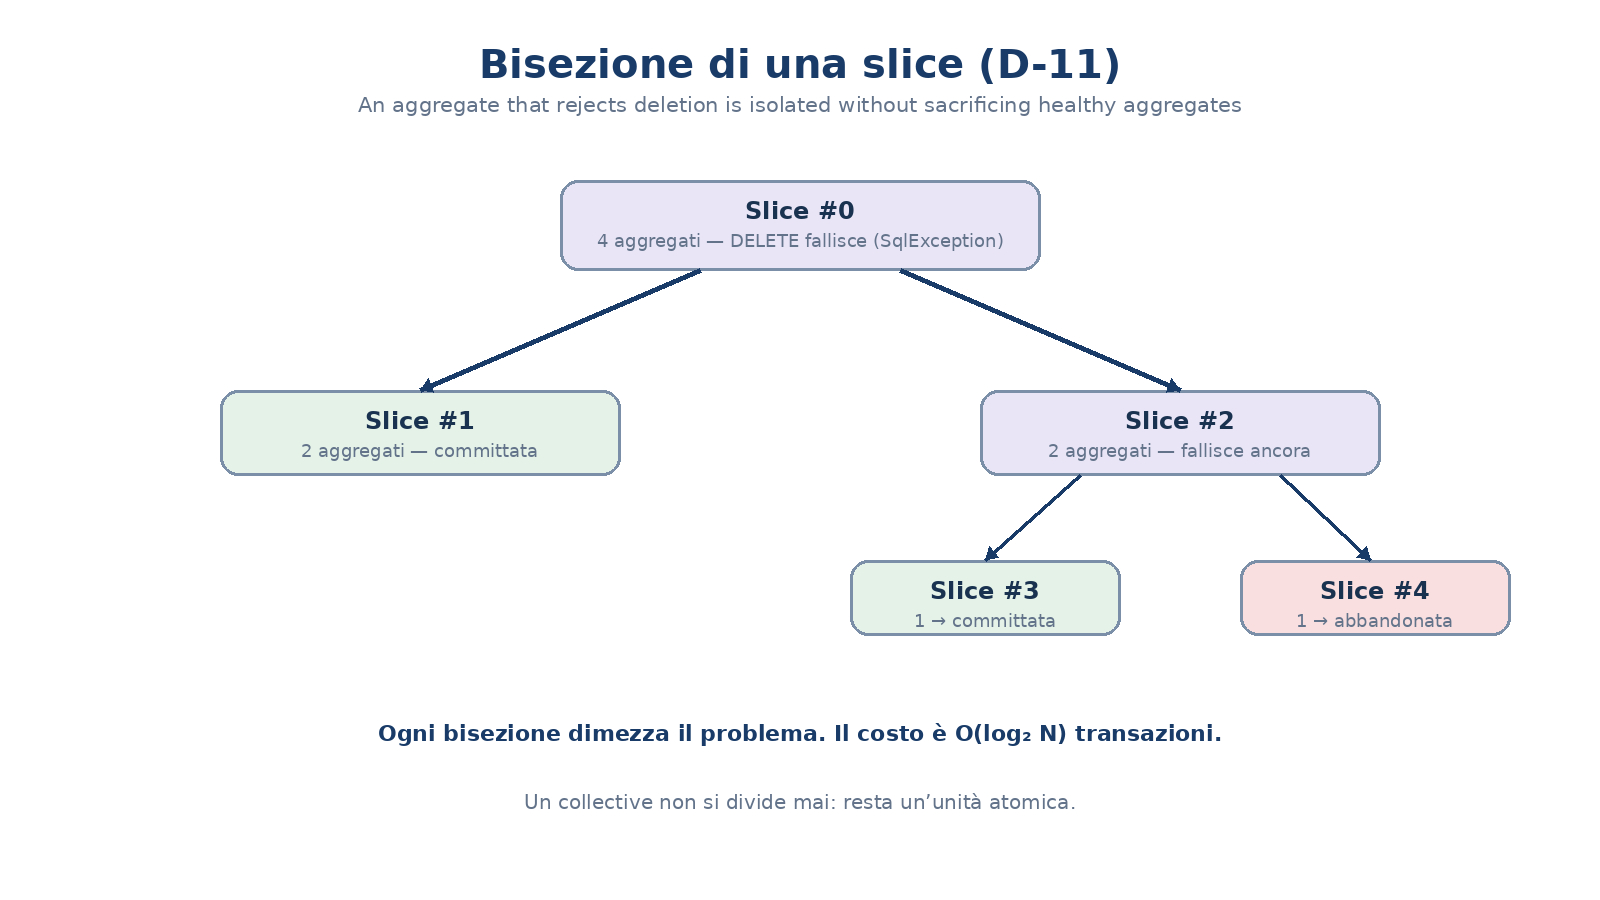 Bisezione di una slice (D-11)
An aggregate that rejects deletion is isolated without sacrificing healthy aggregates
Slice #0
4 aggregati — DELETE fallisce (SqlException)
Slice #1
2 aggregati — committata
Slice #2
2 aggregati — fallisce ancora
Slice #3
1 → committata
Slice #4
1 → abbandonata
Ogni bisezione dimezza il problema. Il costo è O(log₂ N) transazioni.
Un collective non si divide mai: resta un’unità atomica.